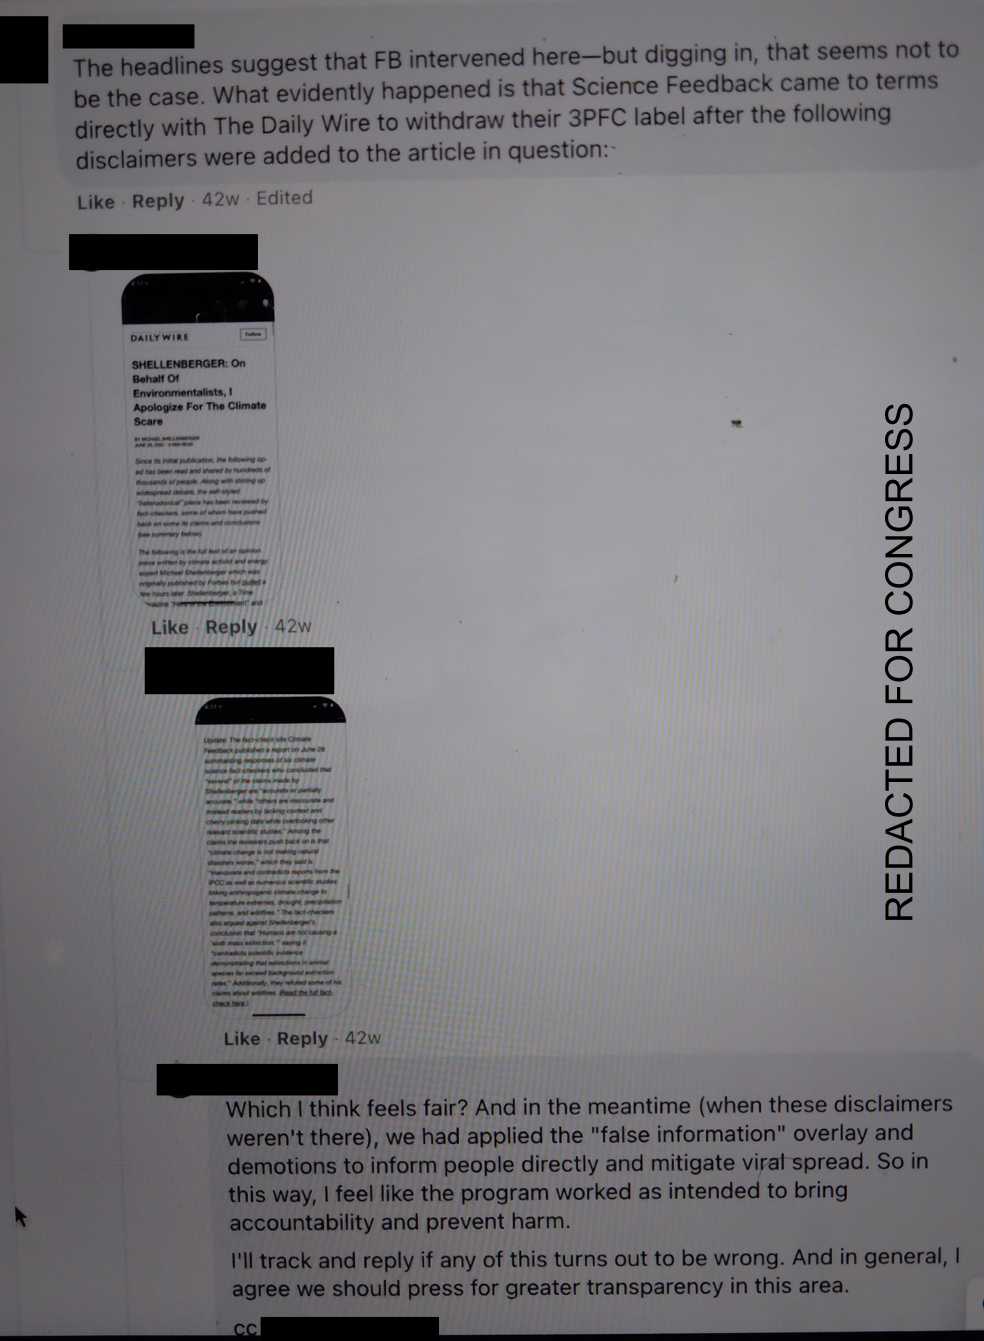 The headlines suggest that FB intervened here—but digging in, that seems not to
be the case. What evidently happened is that Science Feedback came to terms
directly with The Daily Wire to withdraw their 3PFC label after the following
disclaimers were added to the article in question:
Like · Reply · 42w · Edited
DAILY WIRE
Follow
SHELLENBERGER: On
Behalf Of
Environmentalists, I
Apologize For The Climate
Scare
BY MICHAEL SHELLENBERGER
Since its initial publication, the following op-
ed has been read and shared by hundreds of
thousands of people. Along with stirring up
widespread debate, the self-styled
"heterodoxical" piece has been reviewed by
fact-checkers, some of whom have pushed
back on some its claims and conclusions
(see summary below).
The following is the full text of an opinion
piece written by climate activist and energy
expert Michael Shellenberger which was
originally published by Forbes but pulled a
few hours later. Shellenberger, a Time
Like · Reply · 42w
Update: The fact-check site Climate
Feedback published a report on June 28
summarizing responses of six climate
science fact-checkers who concluded that
"several" of the claims made by
Shellenberger are "accurate or partially
accurate," while "others are inaccurate and
mislead readers by lacking context and
cherry-picking data while overlooking other
relevant scientific studies." Among the
claims the reviewers push back on is that
"climate change is not making natural
disasters worse," which they said is
"inaccurate and contradicts reports from the
IPCC as well as numerous scientific studies
linking anthropogenic climate change to
temperature extremes, drought, precipitation
patterns, and wildfires." The fact-checkers
also argued against Shellenberger's
conclusion that "Humans are not causing a
'sixth mass extinction,'" saying it
"contradicts scientific evidence
demonstrating that extinctions in animal
species far exceed background extinction
rates." Additionally, they refuted some of his
claims about wildfires. (Read the full fact-
check here.)
Like · Reply · 42w
Which I think feels fair? And in the meantime (when these disclaimers
weren't there), we had applied the "false information" overlay and
demotions to inform people directly and mitigate viral spread. So in
this way, I feel like the program worked as intended to bring
accountability and prevent harm.
I'll track and reply if any of this turns out to be wrong. And in general, I
agree we should press for greater transparency in this area.
cc
REDACTED FOR CONGRESS